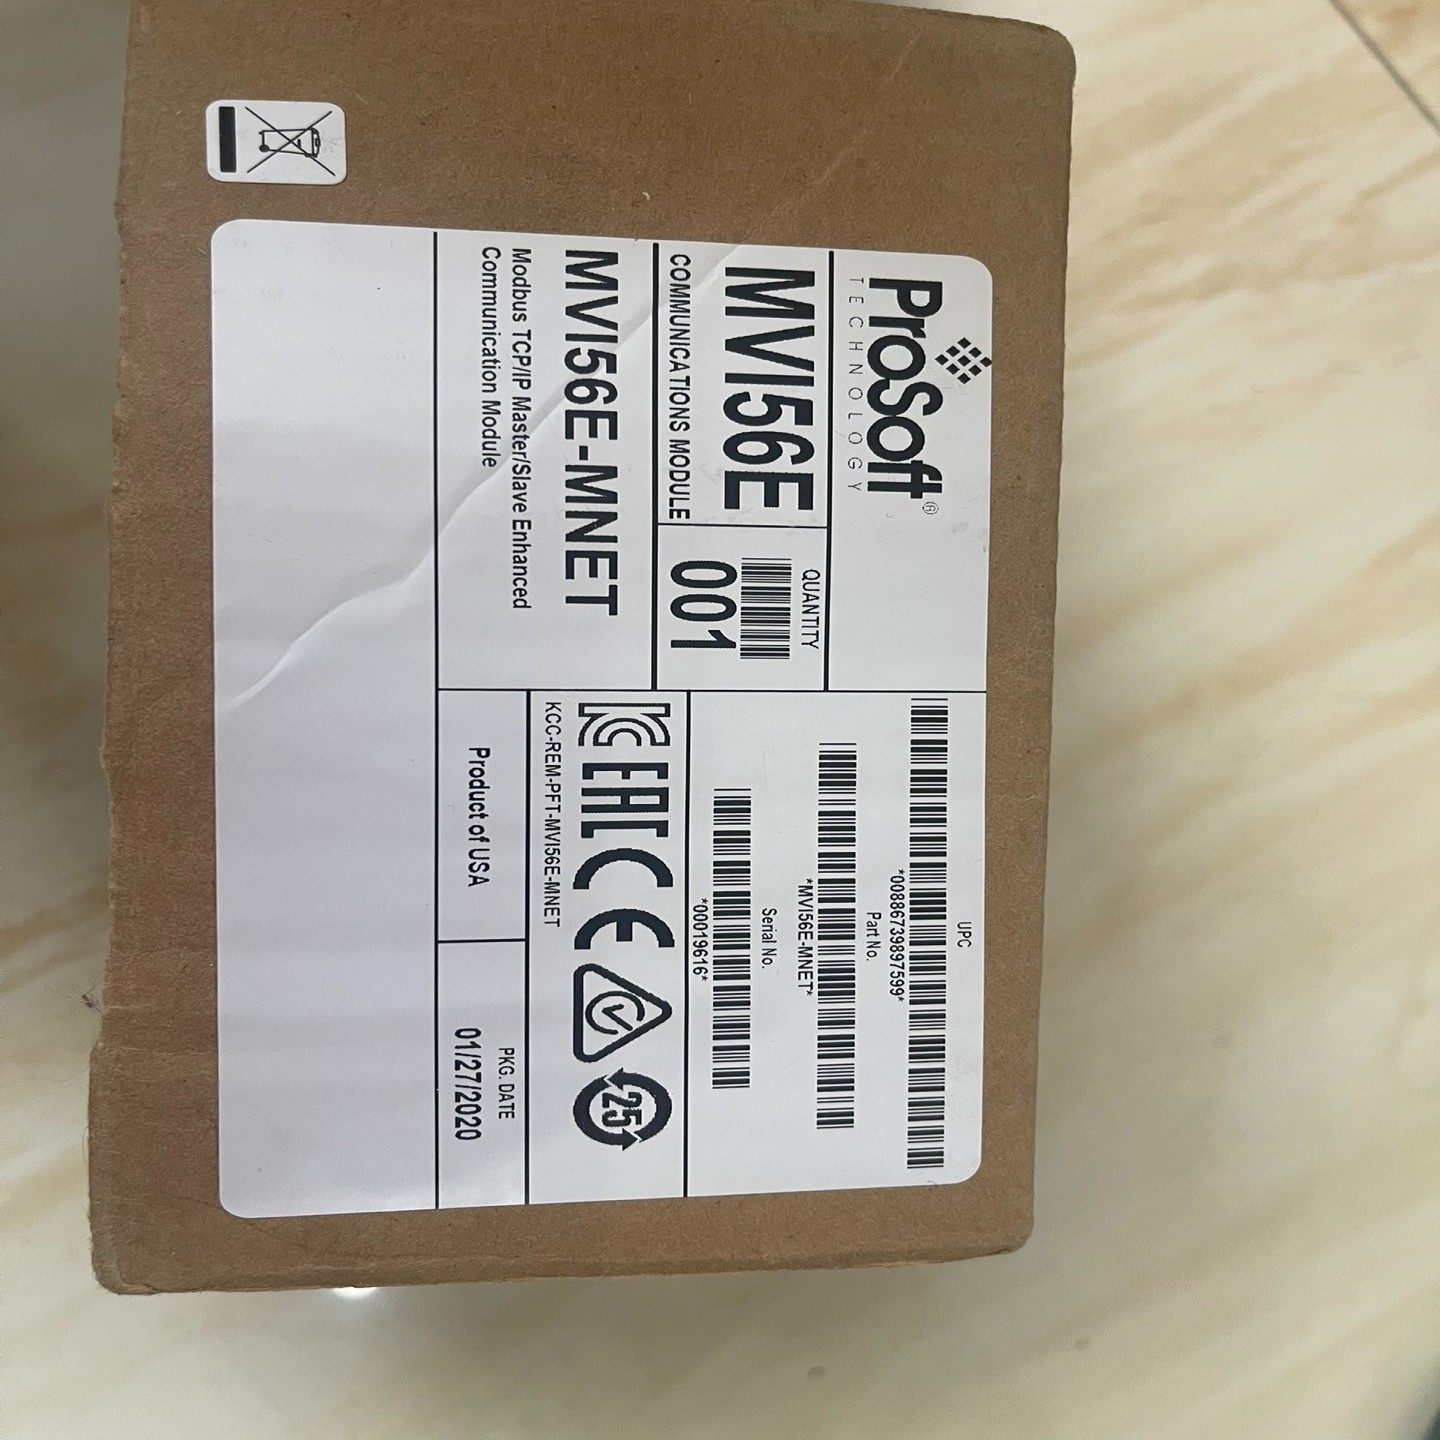 ProSoft®
TECHNOLOGY
MVI56E
COMMUNICATIONS MODULE
QUANTITY
001
MVI56E-MNET
Modbus TCP/IP Master/Slave Enhanced
Communication Module
UPC
*00886739897599*
Part No.
*MVI56E-MNET*
Serial No.
*00019616*
EAC CE 25
KCC-REM-PFT-MVI56E-MNET
Product of USA
PKG. DATE
01/27/2020